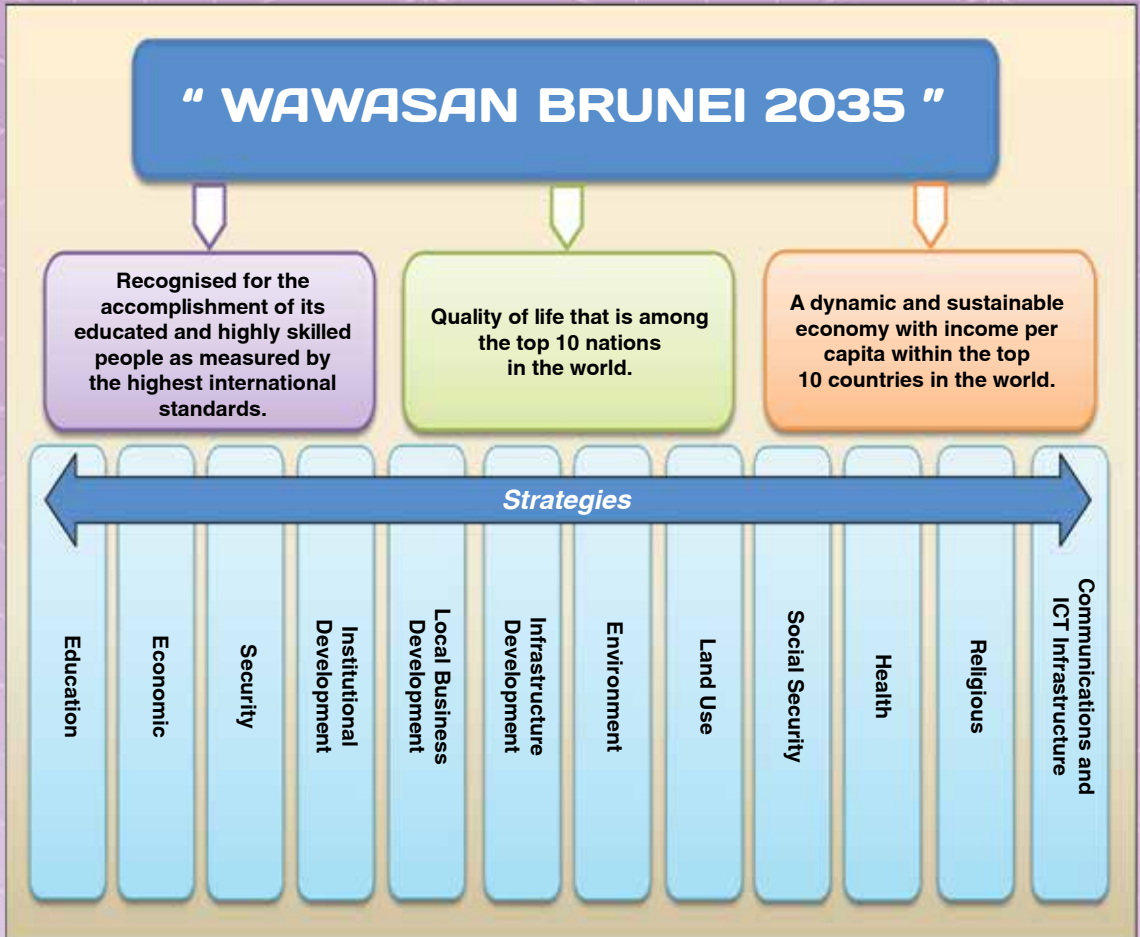 “ WAWASAN BRUNEI 2035 ”
Recognised for the
accomplishment of its
educated and highly skilled
people as measured by
the highest international
standards.
Quality of life that is among
the top 10 nations
in the world.
A dynamic and sustainable
economy with income per
capita within the top
10 countries in the world.
Strategies
Education
Economic
Security
Institutional
Development
Local Business
Development
Infrastructure
Development
Environment
Land Use
Social Security
Health
Religious
Communications and
ICT Infrastructure